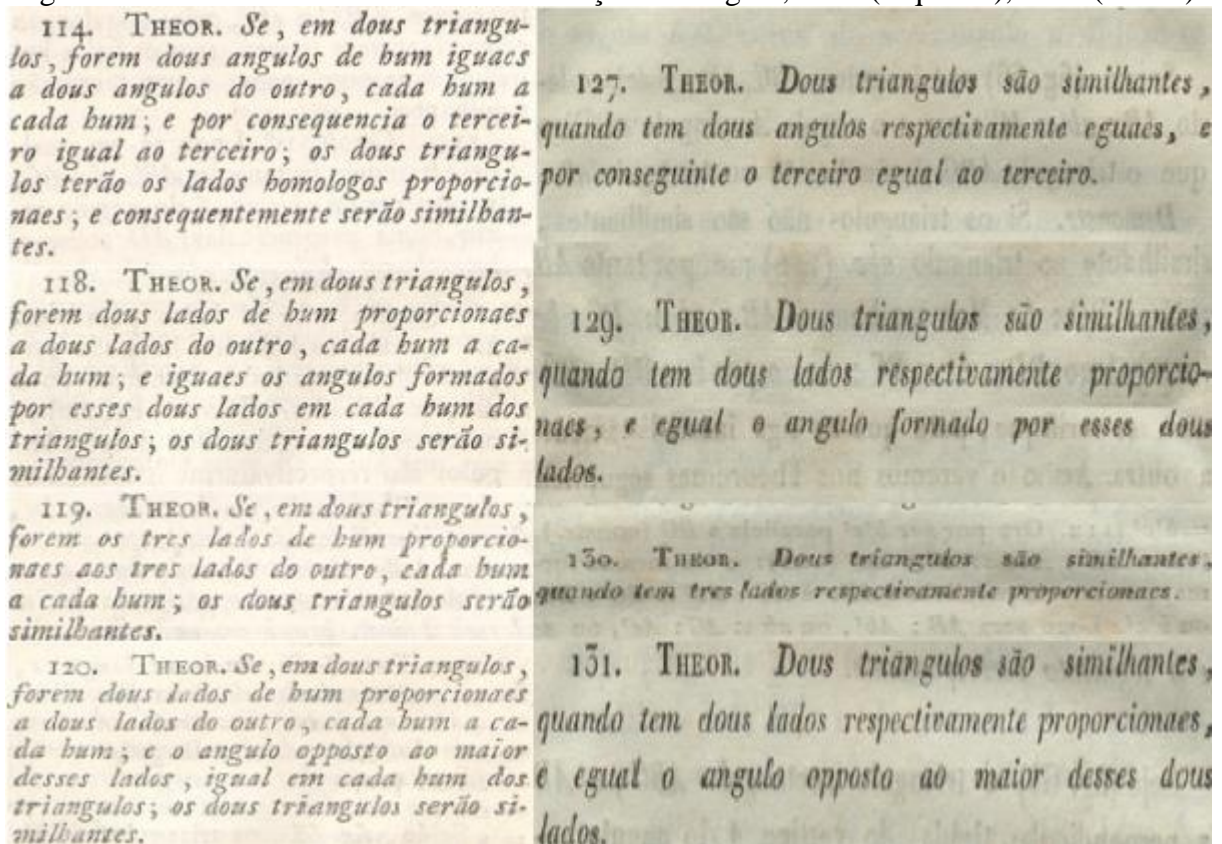 114. THEOR. Se, em dous triangu-
los, forem dous angulos de hum iguaes
a dous angulos do outro, cada hum a
cada hum; e por consequencia o tercei-
ro igual ao terceiro; os dous triangu-
los terão os lados homologos proporcio-
naes; e consequentemente serão similhan-
tes.
118. THEOR. Se, em dous triangulos,
forem dous lados de hum proporcionaes
a dous lados do outro, cada hum a ca-
da hum; e iguaes os angulos formados
por esses dous lados em cada hum dos
triangulos; os dous triangulos serão si-
milhantes.
119. THEOR. Se, em dous triangulos,
forem os tres lados de hum proporcio-
naes aos tres lados do outro, cada hum
a cada hum; os dous triangulos serão
similhantes.
120. THEOR. Se, em dous triangulos,
forem dous lados de hum proporcionaes
a dous lados do outro, cada hum a ca-
da hum; e o angulo opposto ao maior
desses lados, igual em cada hum dos
triangulos; os dous triangulos serão si-
milhantes.
127. THEOR. Dous triangulos são similhantes,
quando tem dous angulos respectivamente eguaes, e
por conseguinte o terceiro egual ao terceiro.
129. THEOR. Dous triangulos são similhantes,
quando tem dous lados respectivamente proporcio-
naes, e egual o angulo formado por esses dous
lados.
130. THEOR. Dous triangulos são similhantes,
quando tem tres lados respectivamente proporcionaes.
131. THEOR. Dous triangulos são similhantes,
quando tem dous lados respectivamente proporcionaes,
e egual o angulo opposto ao maior desses dous
lados.